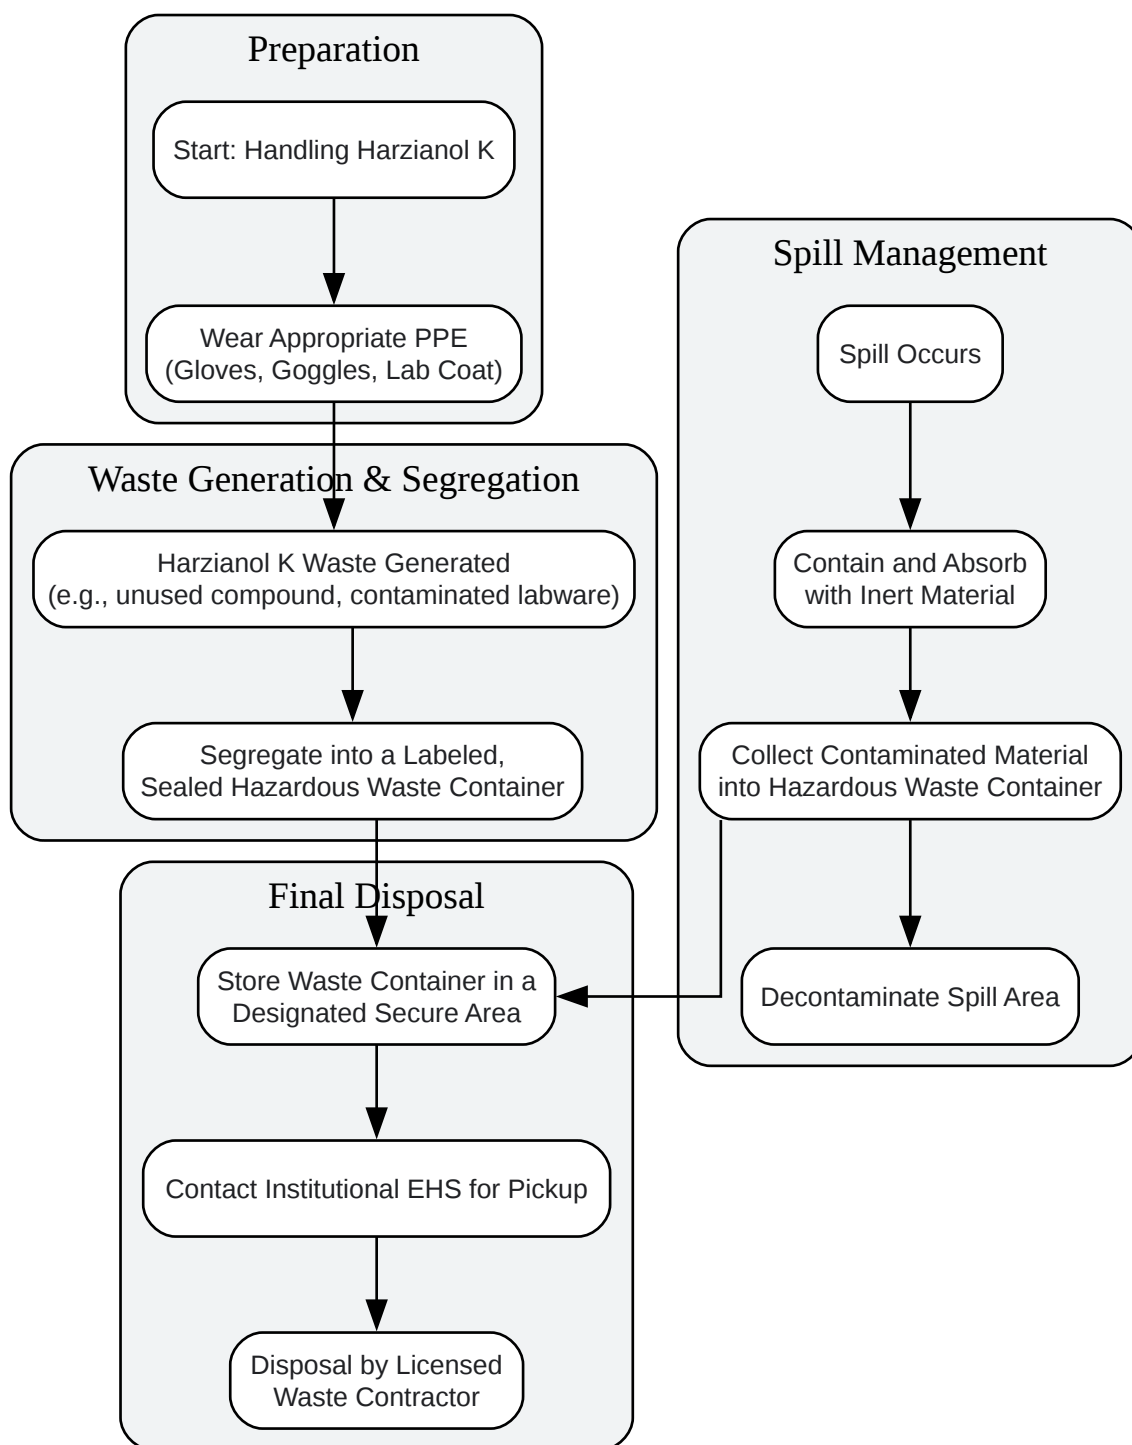 Preparation
Start: Handling Harzianol K
Wear Appropriate PPE
(Gloves, Goggles, Lab Coat)
Waste Generation & Segregation
Harzianol K Waste Generated
(e.g., unused compound, contaminated labware)
Segregate into a Labeled,
Sealed Hazardous Waste Container
Final Disposal
Store Waste Container in a
Designated Secure Area
Contact Institutional EHS for Pickup
Disposal by Licensed
Waste Contractor
Spill Management
Spill Occurs
Contain and Absorb
with Inert Material
Collect Contaminated Material
into Hazardous Waste Container
Decontaminate Spill Area